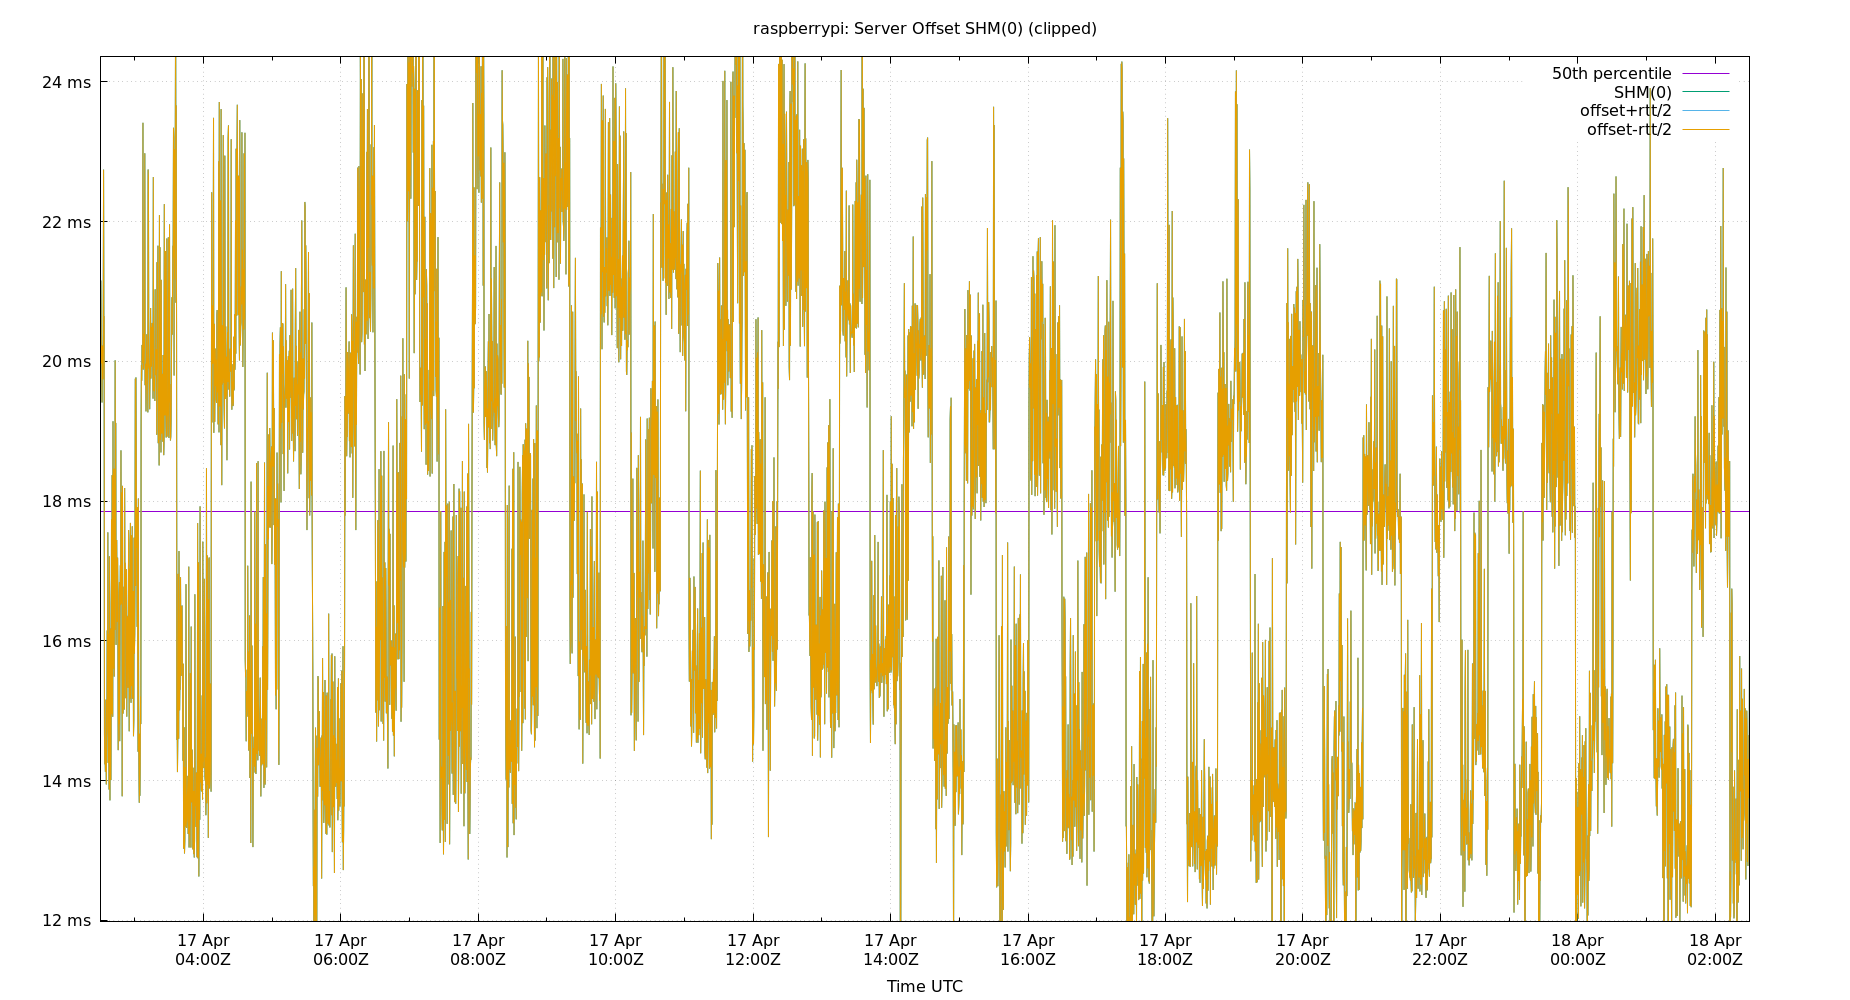 raspberrypi: Server Offset SHM(0) (clipped)
24 ms
22 ms
20 ms
18 ms
16 ms
14 ms
12 ms
50th percentile
SHM(0)
offset+rtt/2
offset-rtt/2
17 Apr 17 Apr 17 Apr 17 Apr 17 Apr 17 Apr 17 Apr 17 Apr 17 Apr 17 Apr 18 Apr 18 Apr
04:00Z 06:00Z 08:00Z 10:00Z 12:00Z 14:00Z 16:00Z 18:00Z 20:00Z 22:00Z 00:00Z 02:00Z
Time UTC